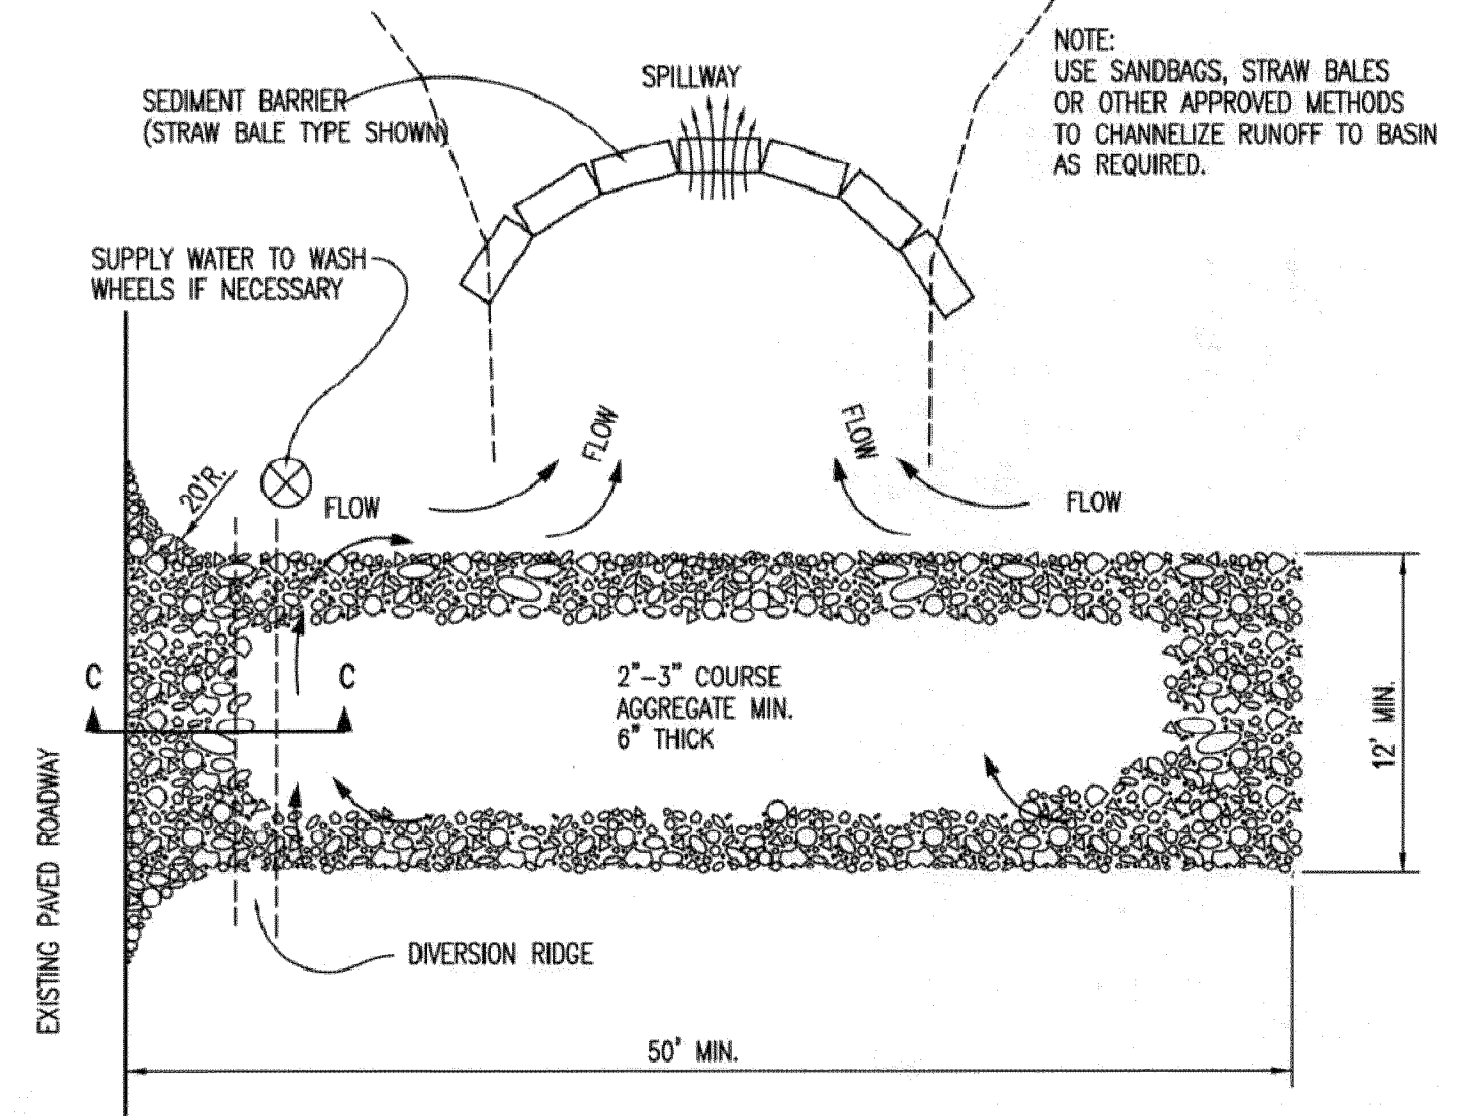 SPILLWAY
NOTE:
USE SANDBAGS, STRAW BALES
OR OTHER APPROVED METHODS
TO CHANNELIZE RUNOFF TO BASIN
AS REQUIRED.
SEDIMENT BARRIER
(STRAW BALE TYPE SHOWN)
SUPPLY WATER TO WASH
WHEELS IF NECESSARY
20'R.
FLOW
FLOW
FLOW
FLOW
C
C
2"-3" COURSE
AGGREGATE MIN.
6" THICK
12' MIN.
EXISTING PAVED ROADWAY
DIVERSION RIDGE
50' MIN.